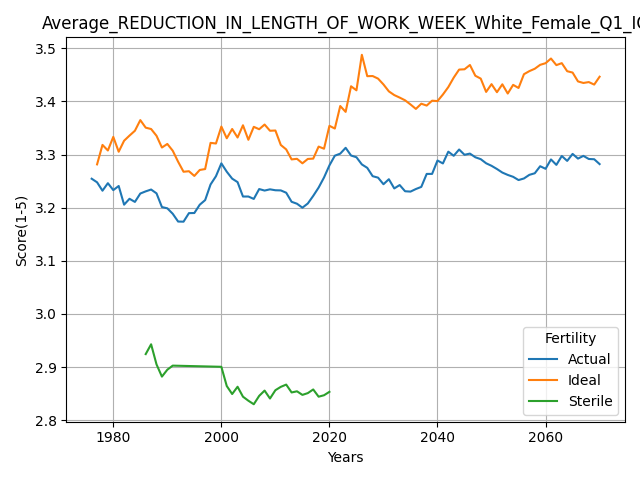 Average_REDUCTION_IN_LENGTH_OF_WORK_WEEK_White_Female_Q1_IC
3.5
3.4
3.3
3.2
3.1
3.0
2.9
2.8
Score(1-5)
Fertility
Actual
Ideal
Sterile
1980
2000
2020
2040
2060
Years